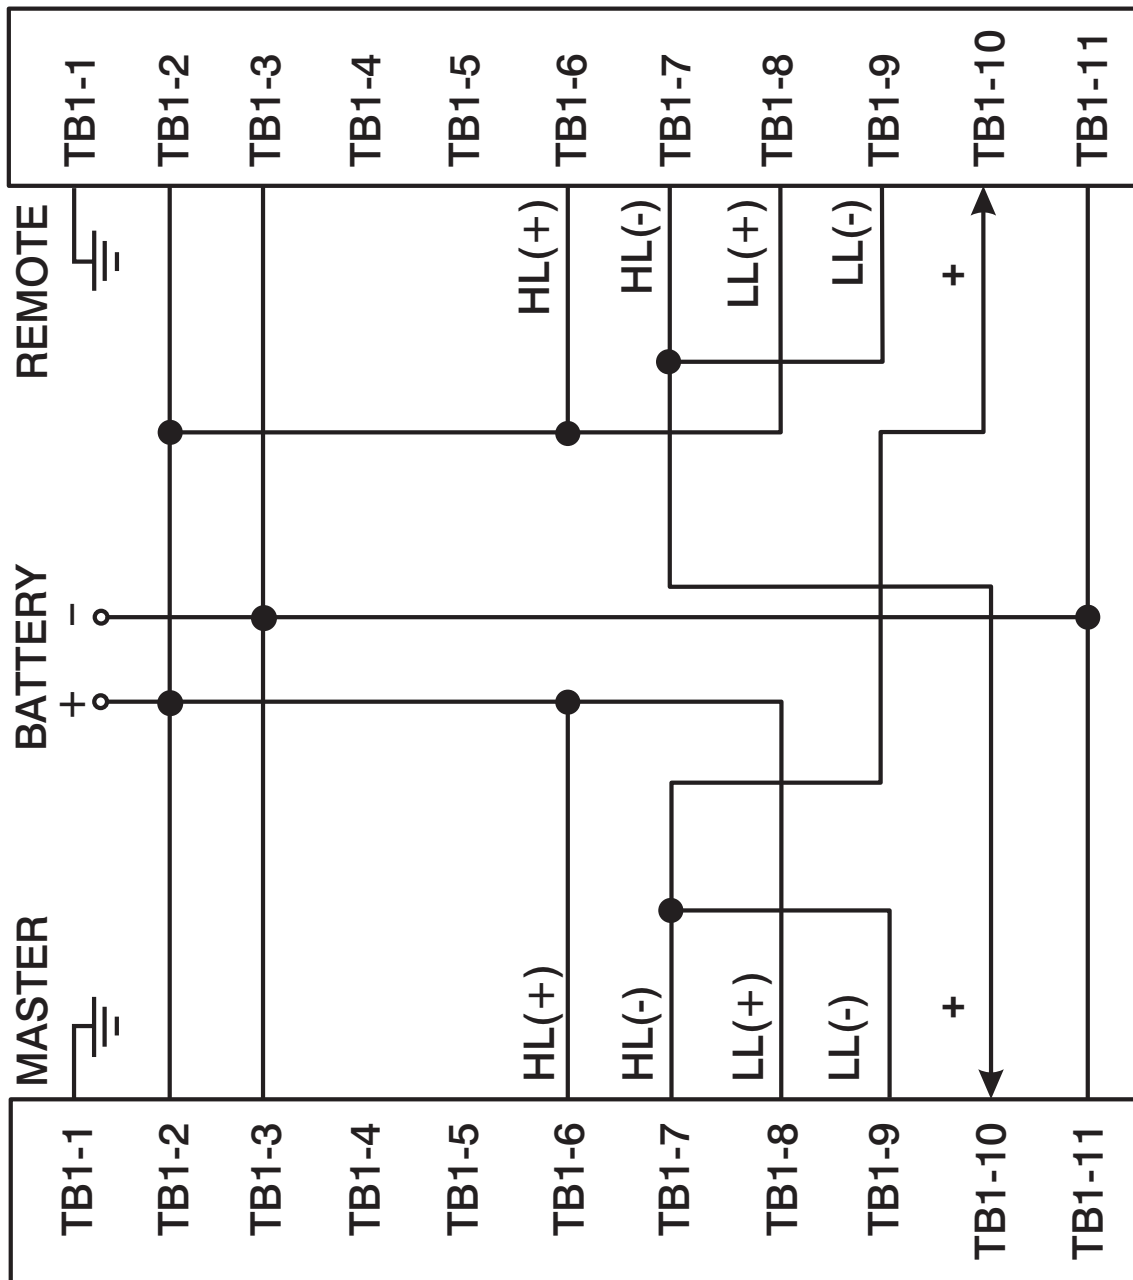 MASTER
BATTERY
REMOTE
+
−
TB1-1
TB1-1
TB1-2
TB1-2
TB1-3
TB1-3
TB1-4
TB1-4
TB1-5
TB1-5
TB1-6
HL(+)
HL(+)
TB1-6
TB1-7
HL(-)
HL(-)
TB1-7
TB1-8
LL(+)
LL(+)
TB1-8
TB1-9
LL(-)
LL(-)
TB1-9
TB1-10
+
+
TB1-10
TB1-11
TB1-11